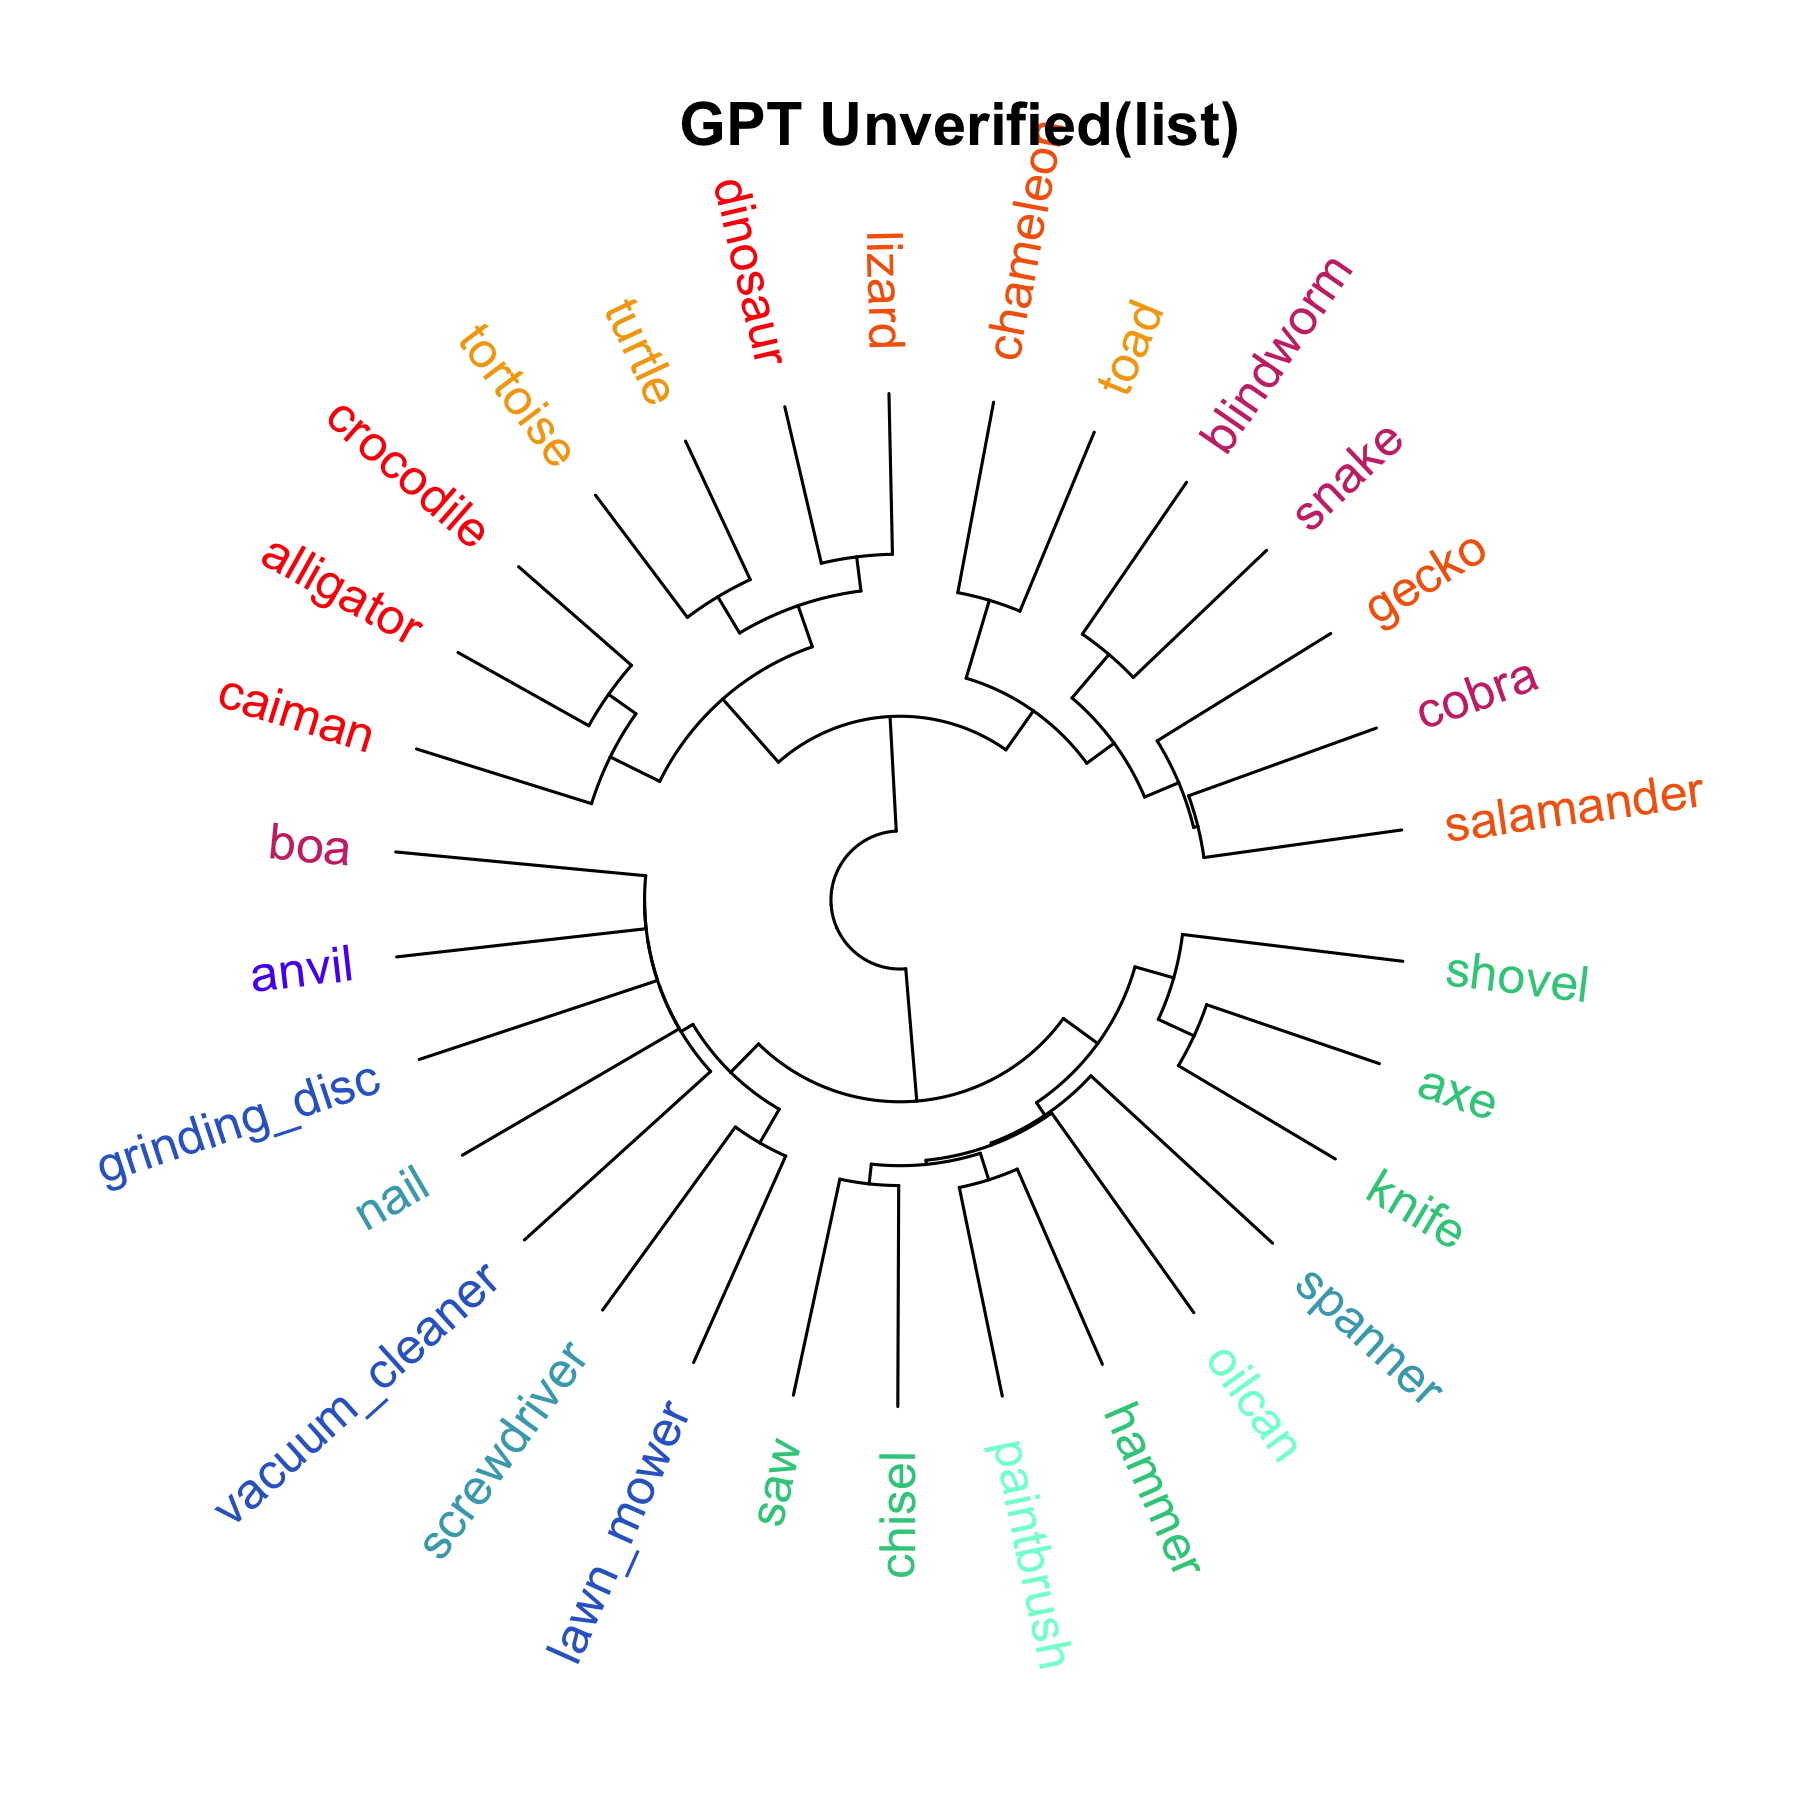 GPT Unverified(list)
chameleon
lizard
dinosaur
turtle
tortoise
crocodile
alligator
caiman
boa
anvil
grinding_disc
nail
vacuum_cleaner
screwdriver
lawn_mower
saw
chisel
paintbrush
hammer
oilcan
spanner
knife
axe
shovel
salamander
cobra
gecko
snake
blindworm
toad